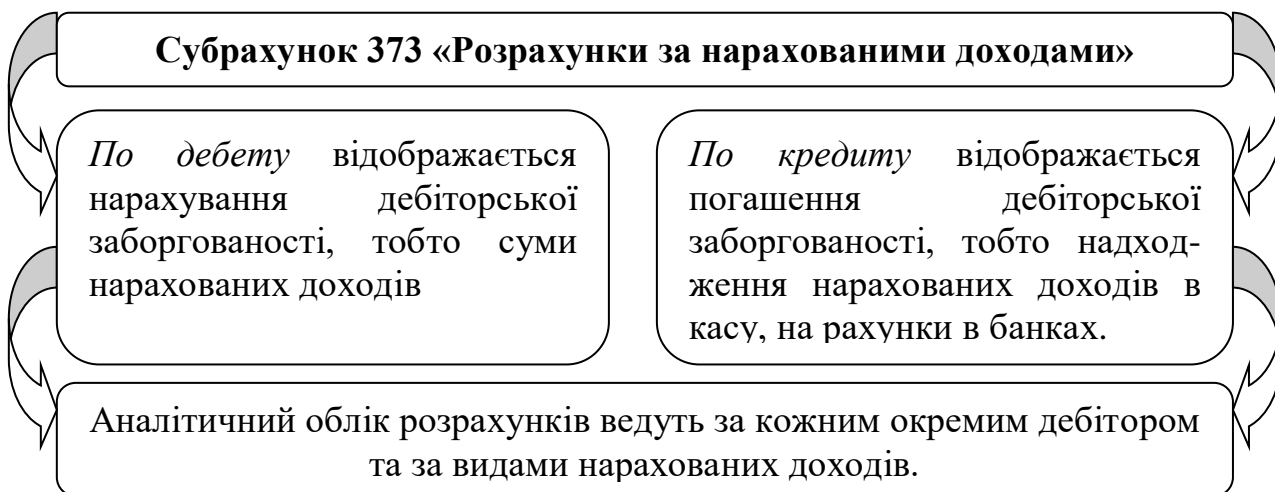 Субрахунок 373 «Розрахунки за нарахованими доходами»
По дебету відображається
нарахування дебіторської
заборгованості, тобто суми
нарахованих доходів
По кредиту відображається
погашення дебіторської
заборгованості, тобто надход-
ження нарахованих доходів в
касу, на рахунки в банках.
Аналітичний облік розрахунків ведуть за кожним окремим дебітором
та за видами нарахованих доходів.